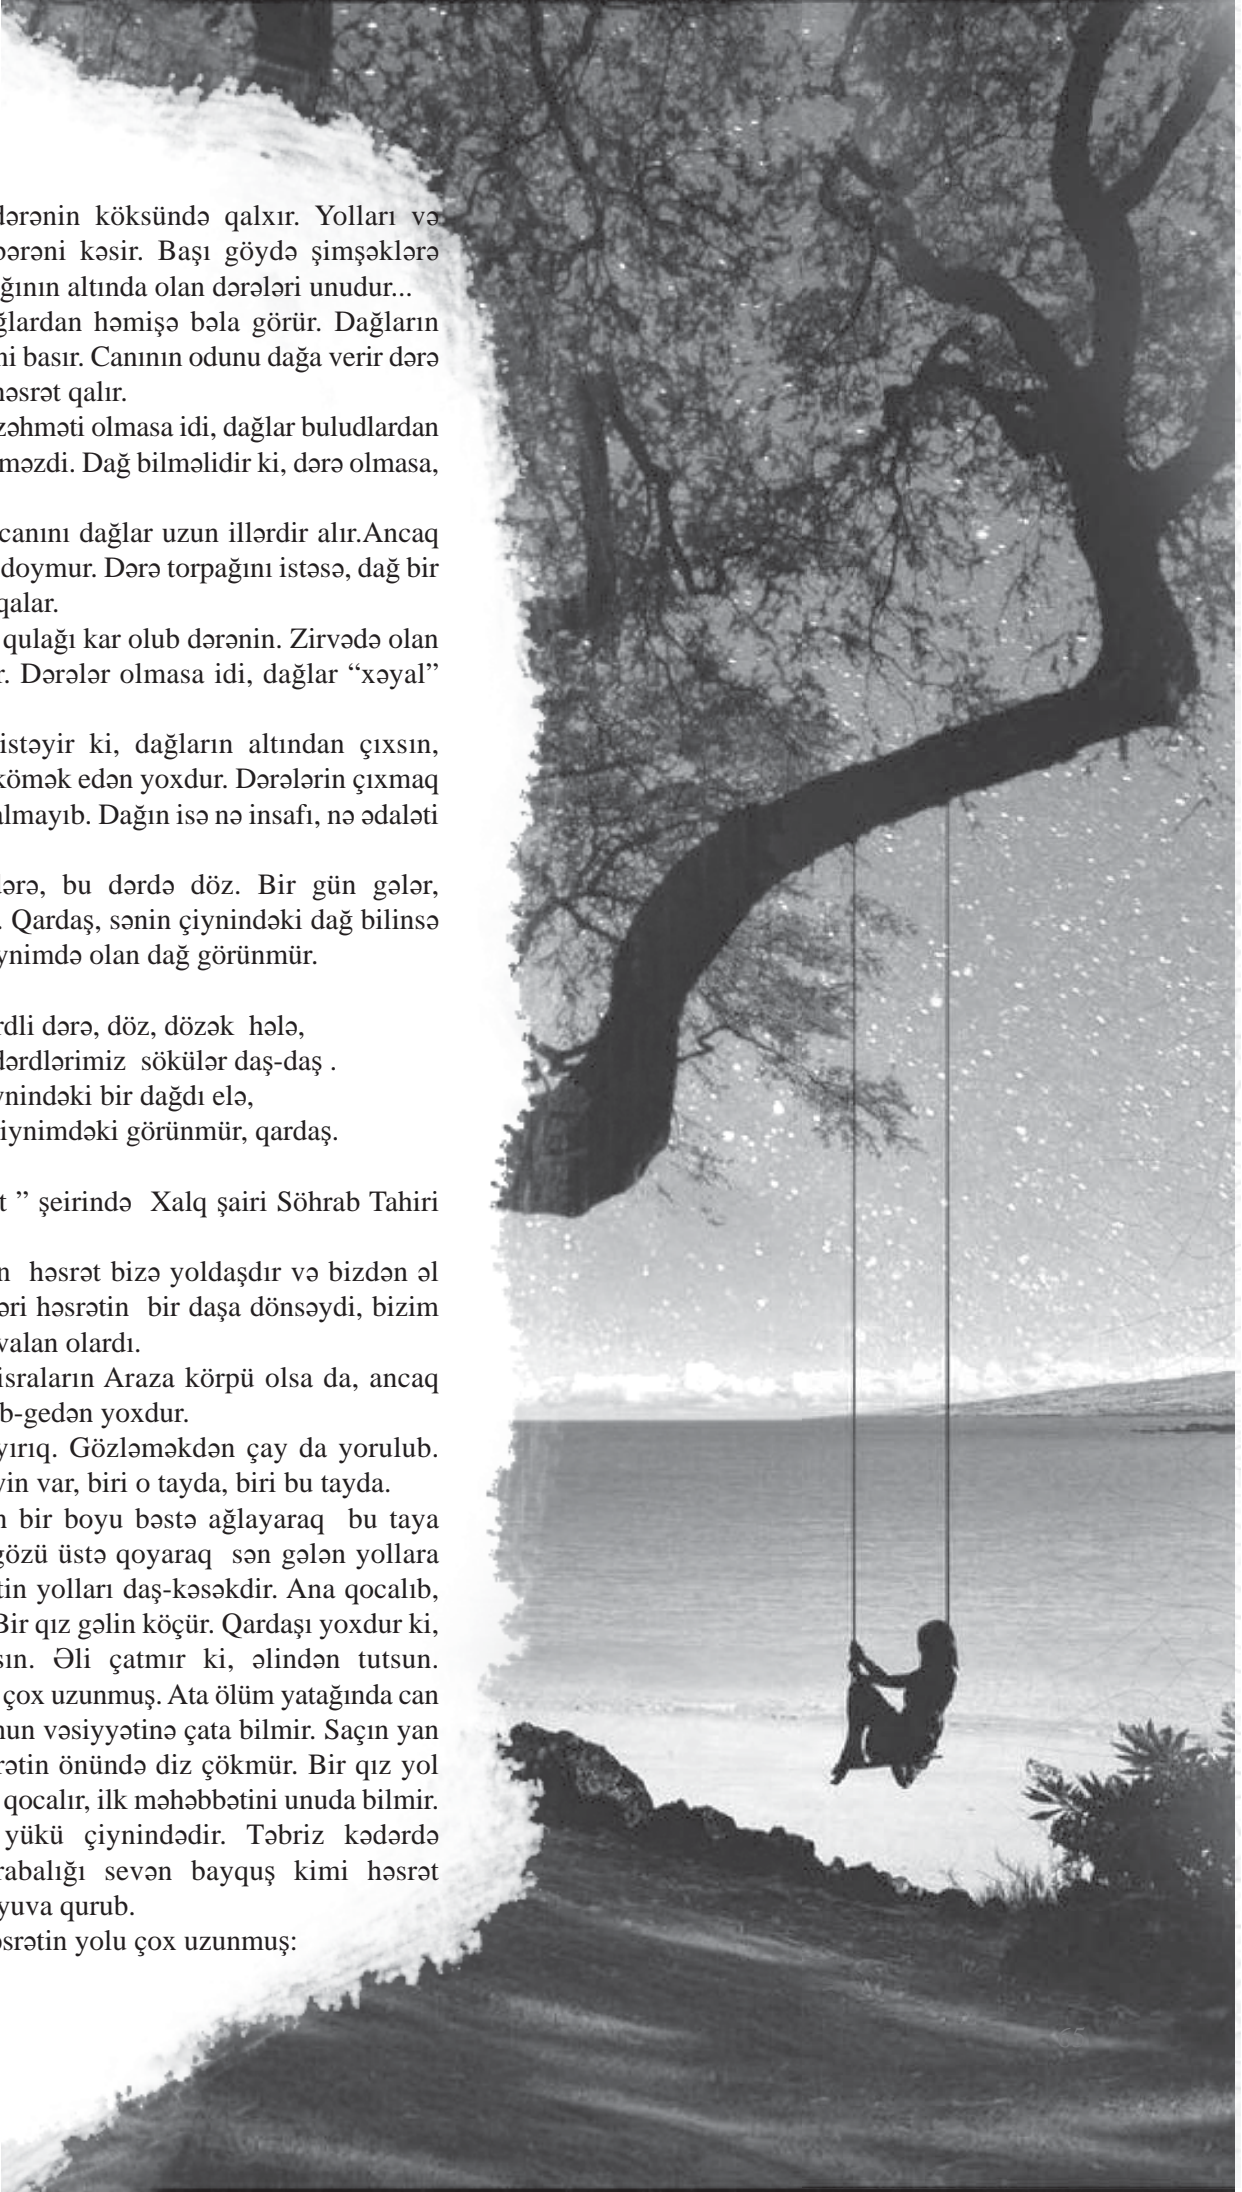 dərənin köksündə qalxır. Yolları və
bərəni kəsir. Başı göydə şimşəklərə
ğının altında olan dərələri unudur...
ğlardan həmişə bəla görür. Dağların
ni basır. Canının odunu dağa verir dərə
həsrət qalır.
zəhməti olmasa idi, dağlar buludlardan
məzdi. Dağ bilməlidir ki, dərə olmasa,
canını dağlar uzun illərdir alır.Ancaq
doymur. Dərə torpağını istəsə, dağ bir
qalar.
qulağı kar olub dərənin. Zirvədə olan
r. Dərələr olmasa idi, dağlar “xəyal”
istəyir ki, dağların altından çıxsın,
kömək edən yoxdur. Dərələrin çıxmaq
almayıb. Dağın isə nə insafı, nə ədaləti
dərə, bu dərdə döz. Bir gün gələr,
. Qardaş, sənin çiynindəki dağ bilinsə
ynimdə olan dağ görünmür.
rdli dərə, döz, dözək hələ,
dərdlərimiz sökülər daş-daş .
ynindəki bir dağdı elə,
iynimdəki görünmür, qardaş.
t ” şeirində Xalq şairi Söhrab Tahiri
n həsrət bizə yoldaşdır və bizdən əl
əri həsrətin bir daşa dönsəydi, bizim
valan olardı.
israların Araza körpü olsa da, ancaq
b-gedən yoxdur.
yırıq. Gözləməkdən çay da yorulub.
yin var, biri o tayda, biri bu tayda.
n bir boyu bəstə ağlayaraq bu taya
gözü üstə qoyaraq sən gələn yollara
tin yolları daş-kəsəkdir. Ana qocalıb,
Bir qız gəlin köçür. Qardaşı yoxdur ki,
sın. Əli çatmır ki, əlindən tutsun.
çox uzunmuş. Ata ölüm yatağında can
nun vəsiyyətinə çata bilmir. Saçın yan
rətin önündə diz çökmür. Bir qız yol
qocalır, ilk məhəbbətini unuda bilmir.
yükü çiynindədir. Təbriz kədərdə
rabalığı sevən bayquş kimi həsrət
yuva qurub.
əsrətin yolu çox uzunmuş: